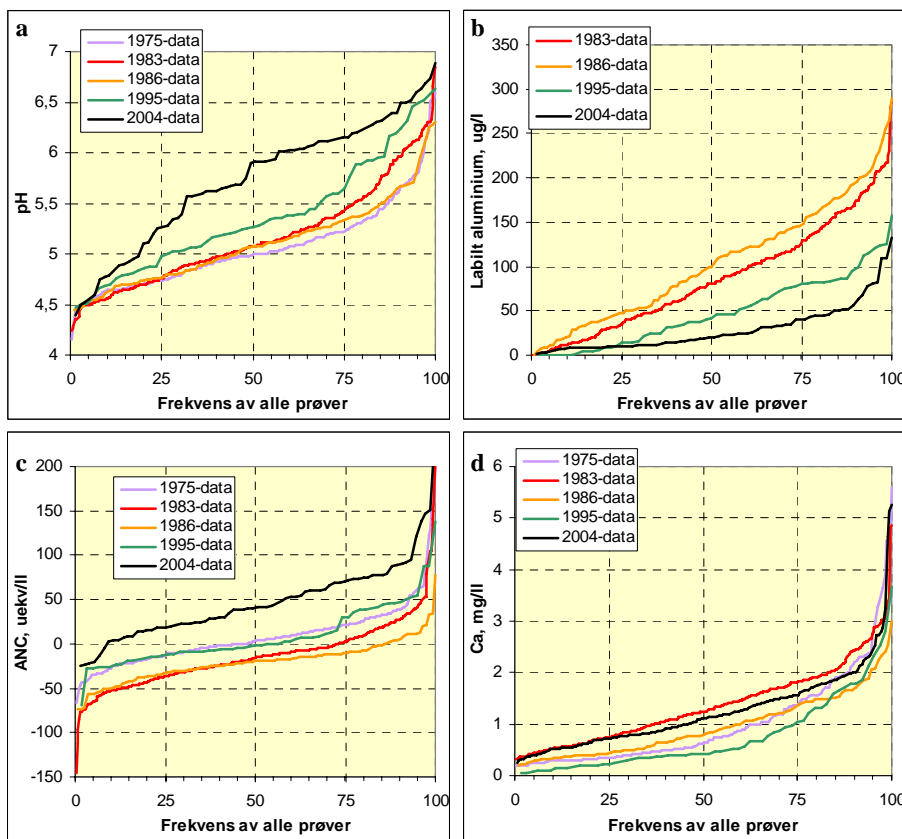 a
1975-data
1983-data
1986-data
1995-data
2004-data
7
6,5
6
5,5
5
4,5
4
pH
0
25
50
75
100
Frekvens av alle prøver
b
1983-data
1986-data
1995-data
2004-data
350
300
250
200
150
100
50
0
Labilt aluminium, ug/l
0
25
50
75
100
Frekvens av alle prøver
c
1975-data
1983-data
1986-data
1995-data
2004-data
200
150
100
50
0
-50
-100
-150
ANC, uekv/ll
0
25
50
75
100
Frekvens av alle prøver
d
1975-data
1983-data
1986-data
1995-data
2004-data
6
5
4
3
2
1
0
Ca, mg/ll
0
25
50
75
100
Frekvens av alle prøver